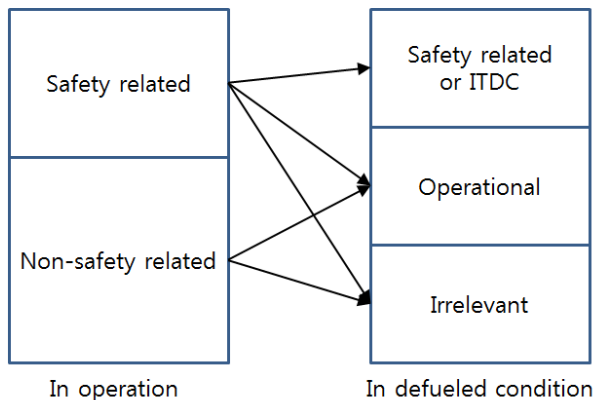 Safety related
Non-safety related
In operation
Safety related
or ITDC
Operational
Irrelevant
In defueled condition